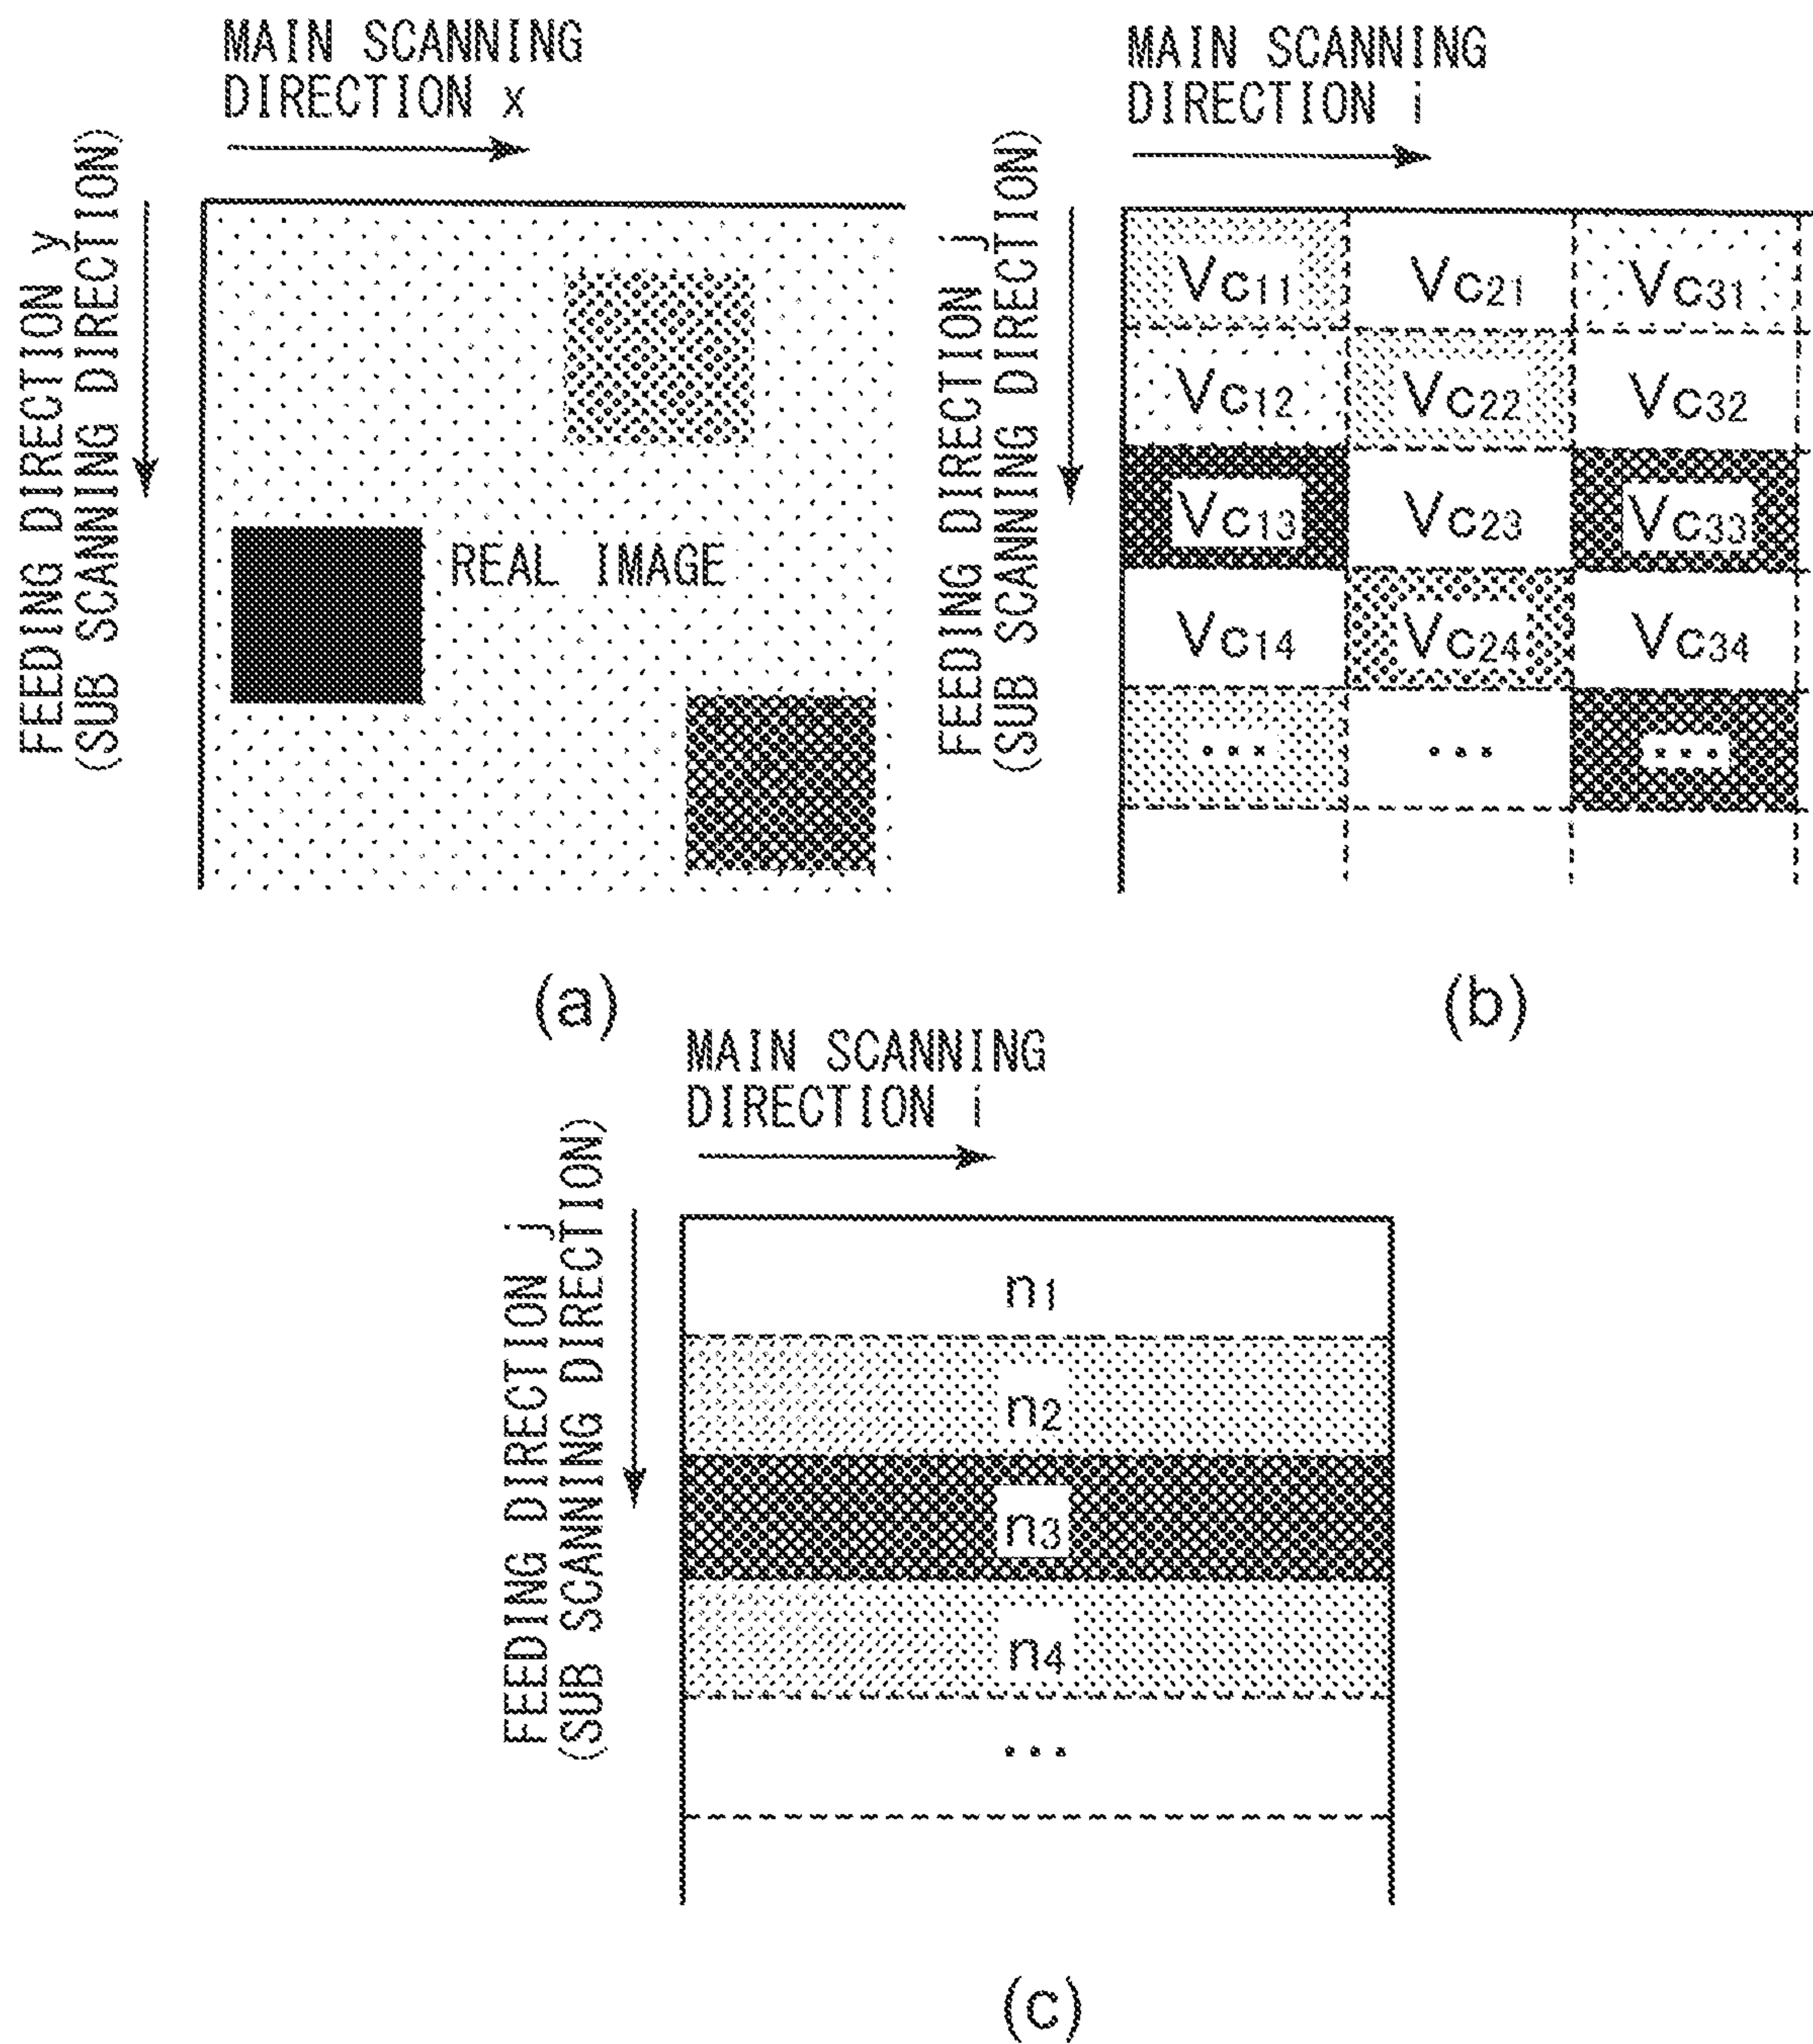 MAIN SCANNING
DIRECTION x
FEEDING DIRECTION y
(SUB SCANNING DIRECTION)
REAL IMAGE
(a)
MAIN SCANNING
DIRECTION i
FEEDING DIRECTION j
(SUB SCANNING DIRECTION)
Vc11 Vc21 Vc31
Vc12 Vc22 Vc32
Vc13 Vc23 Vc33
Vc14 Vc24 Vc34
... ... ...
(b)
MAIN SCANNING
DIRECTION i
FEEDING DIRECTION j
(SUB SCANNING DIRECTION)
n1
n2
n3
n4
...
(c)